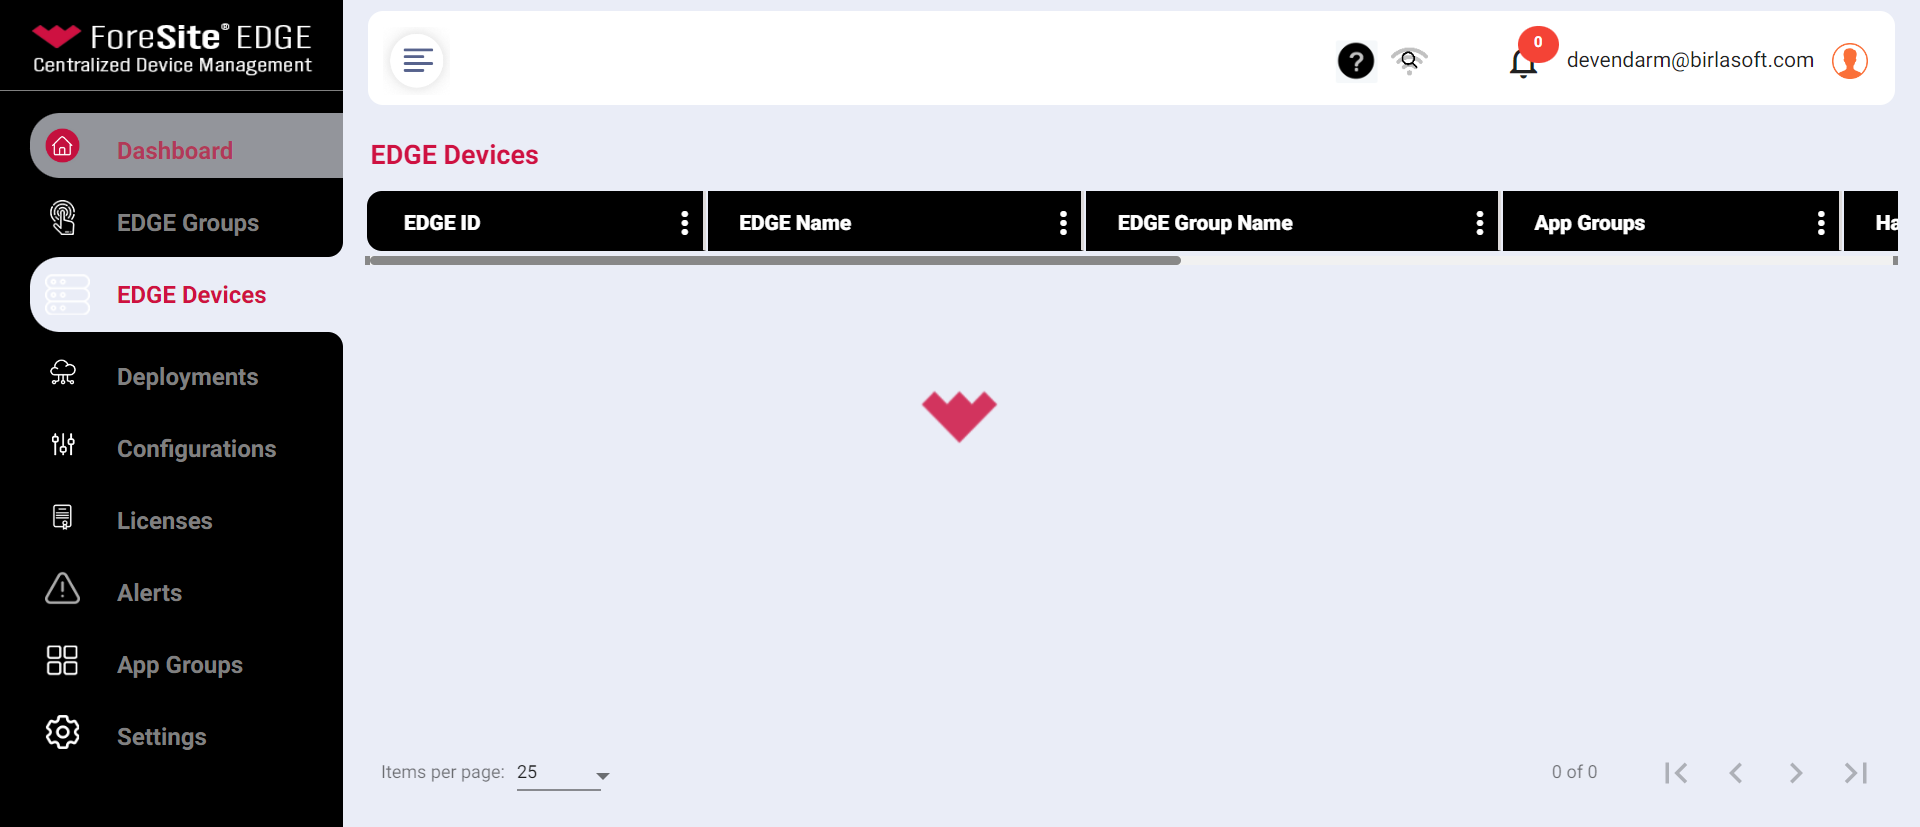 ForeSite® EDGE
Centralized Device Management
?
0
devendarm@birlasoft.com
Dashboard
EDGE Groups
EDGE Devices
Deployments
Configurations
Licenses
Alerts
App Groups
Settings
EDGE Devices
EDGE ID
EDGE Name
EDGE Group Name
App Groups
Ha
Items per page: 25
0 of 0